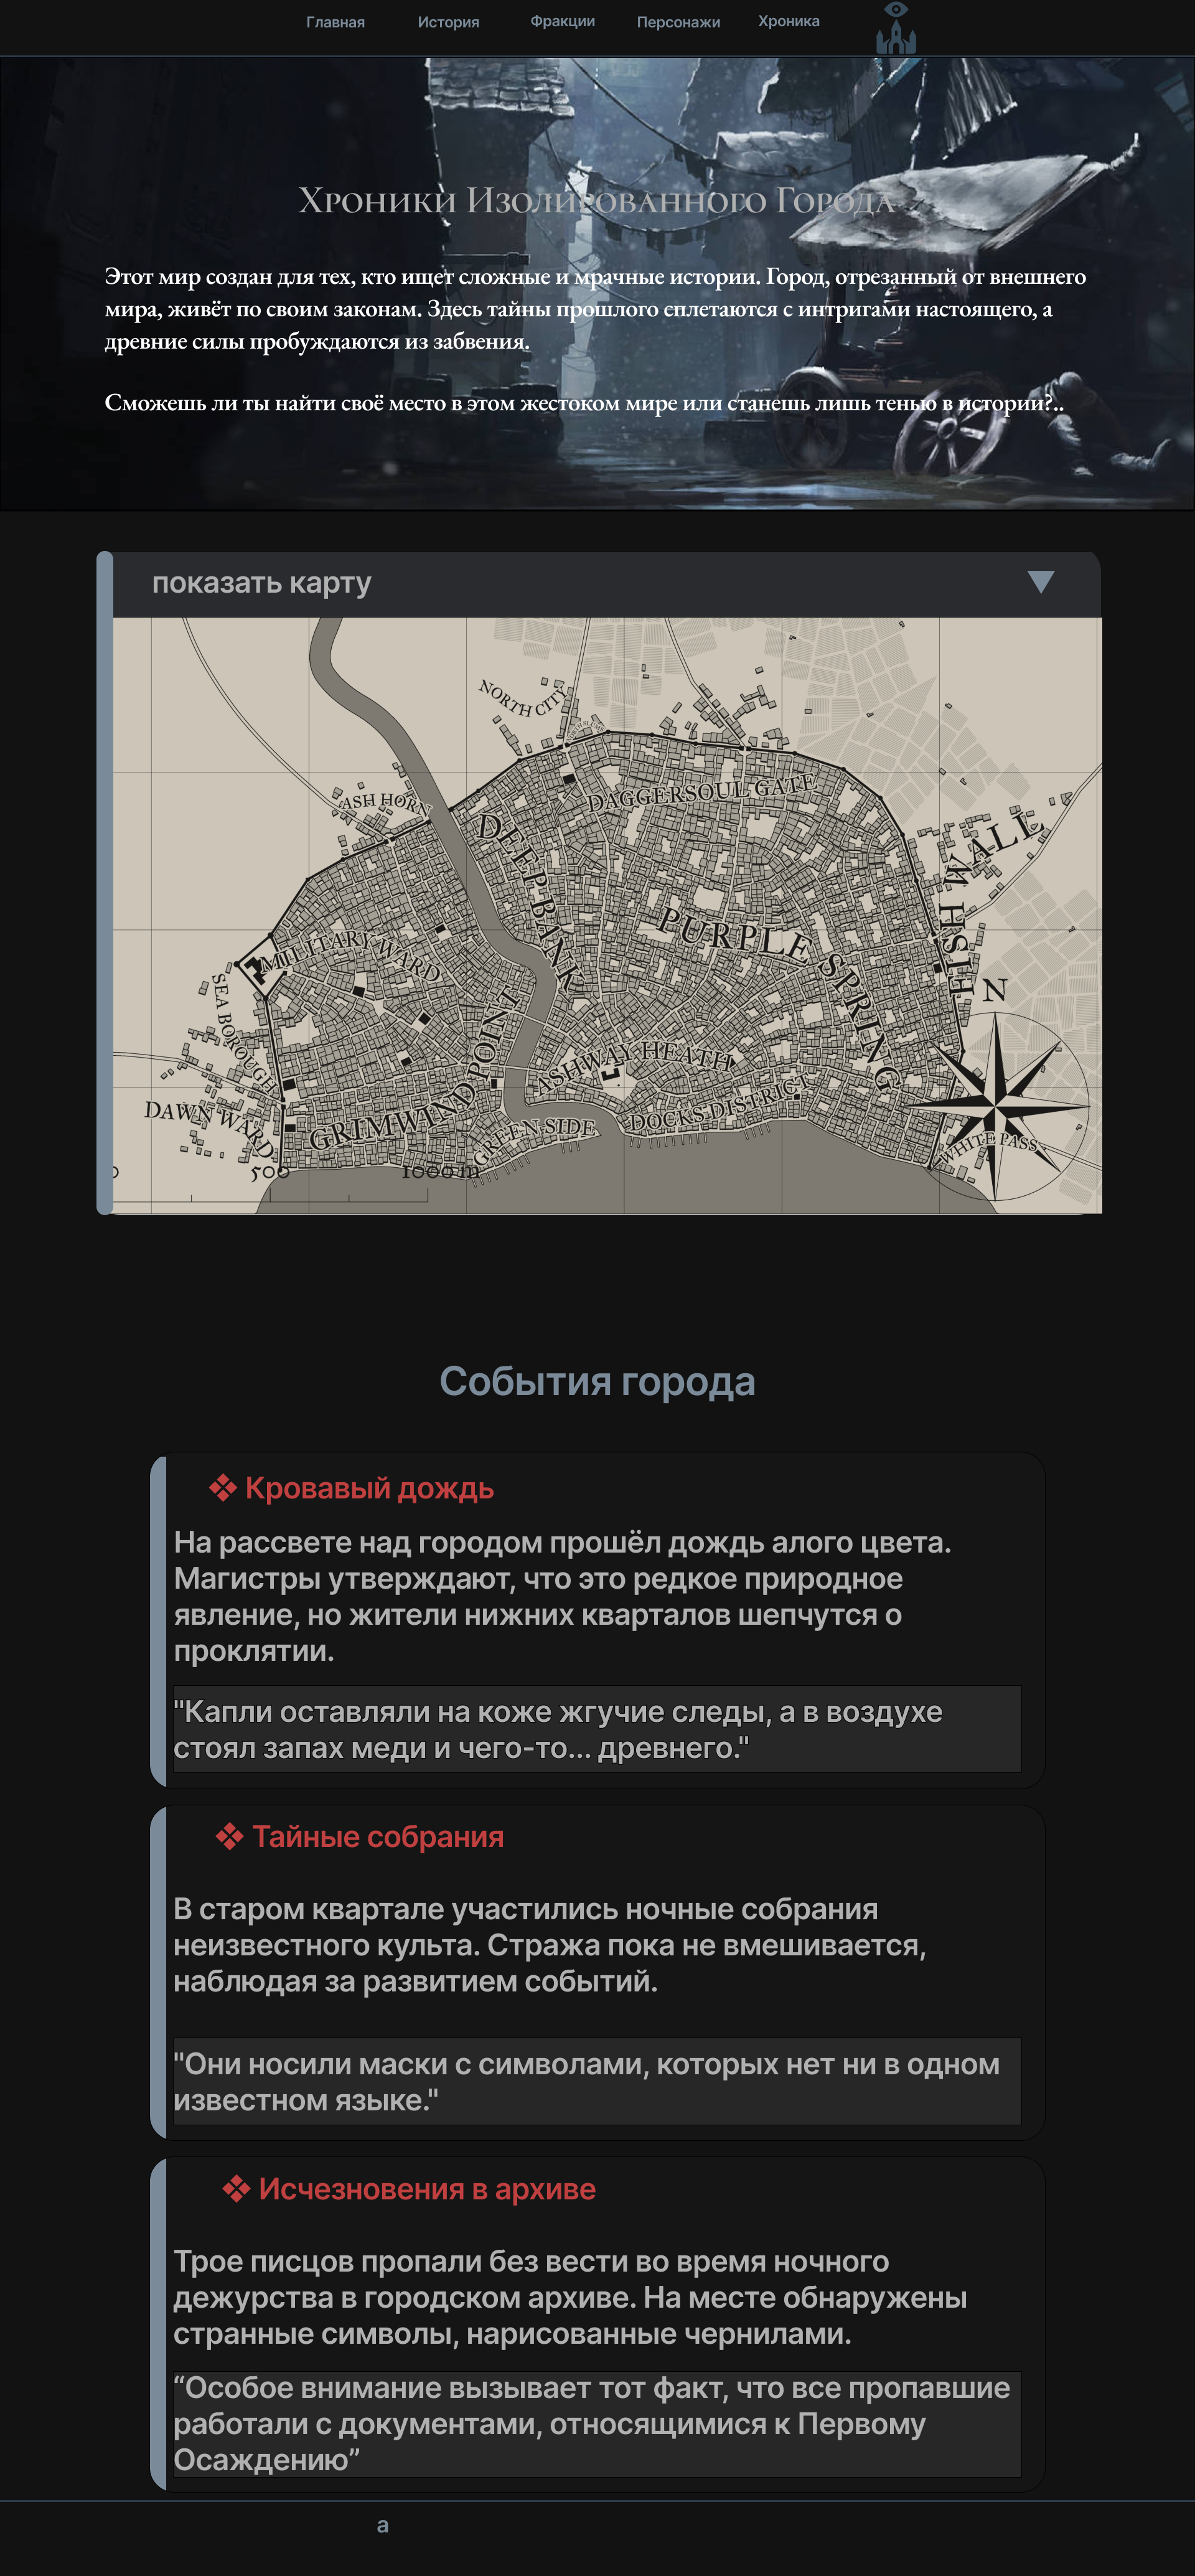 Главная История Фракции Персонажи Хроника
Хроники Изолированного Города
Этот мир создан для тех, кто ищет сложные и мрачные истории. Город, отрезанный от внешнего
мира, живёт по своим законам. Здесь тайны прошлого сплетаются с интригами настоящего, а
древние силы пробуждаются из забвения.
Сможешь ли ты найти своё место в этом жестоком мире или станешь лишь тенью в истории?..
показать карту
NORTH CITY
ASH HORN
DAGGERSOUL GATE
DEEP BANK
WALL HISH
PURPLE SPRING
MILITARY WARD
SEA BOROUGH
N
ASHWAY HEATH
DAWN WARD
GRIMWIND POINT
GREEN SIDE
DOCKS DISTRICT
WHITE PASS
0 500 1000 m
События города
❖ Кровавый дождь
На рассвете над городом прошёл дождь алого цвета.
Магистры утверждают, что это редкое природное
явление, но жители нижних кварталов шепчутся о
проклятии.
"Капли оставляли на коже жгучие следы, а в воздухе
стоял запах меди и чего-то... древнего."
❖ Тайные собрания
В старом квартале участились ночные собрания
неизвестного культа. Стража пока не вмешивается,
наблюдая за развитием событий.
"Они носили маски с символами, которых нет ни в одном
известном языке."
❖ Исчезновения в архиве
Трое писцов пропали без вести во время ночного
дежурства в городском архиве. На месте обнаружены
странные символы, нарисованные чернилами.
“Особое внимание вызывает тот факт, что все пропавшие
работали с документами, относящимися к Первому
Осаждению”
а